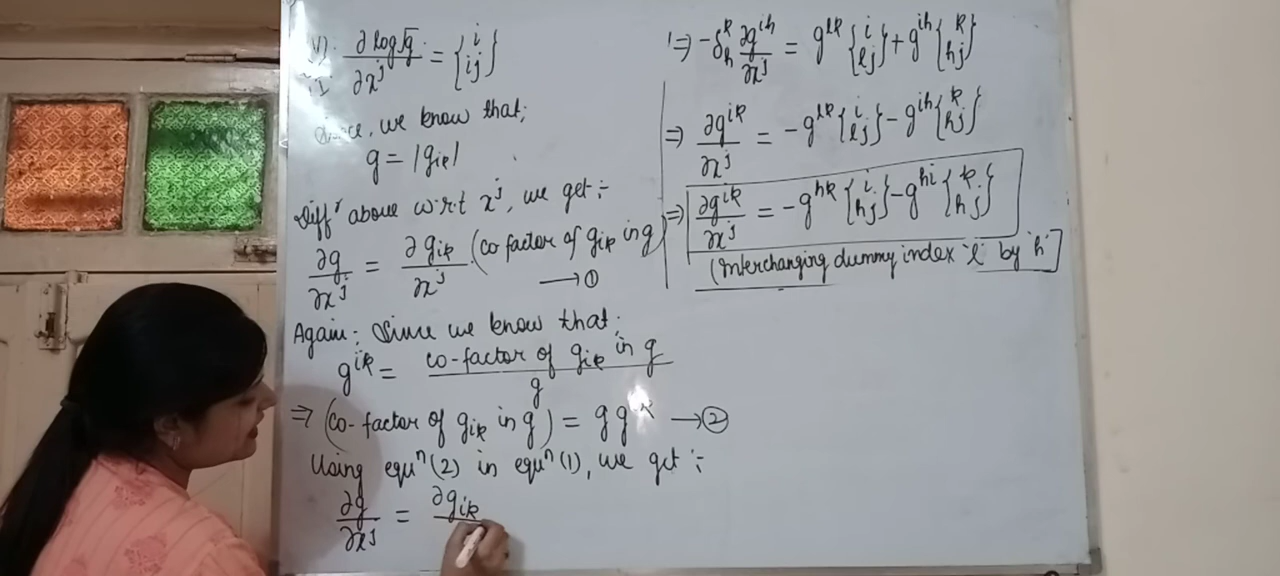 V). ∂ log√g / ∂x^j = {i ij}
Since, we know that;
g = |g_ik|
Diff^r above w.r.t x^j, we get :-
∂g/∂x^j = ∂g_ik/∂x^j (co factor of g_ik in g) → ①
Again: Since we know that;
g^ik = co-factor of g_ik in g / g
⇒ (co-factor of g_ik in g) = g g^ik → ②
Using equ^n (2) in equ^n (1), we get :-
∂g/∂x^j = ∂g_ik
⇒ -δ^k_h ∂g^ih/∂x^j = g^lk {i lj} + g^ih {k hj}
⇒ ∂g^ik/∂x^j = -g^lk {i lj} - g^ih {k hj}
⇒ ∂g^ik/∂x^j = -g^hk {i hj} - g^hi {k hj}
(Interchanging dummy index 'l' by 'h']